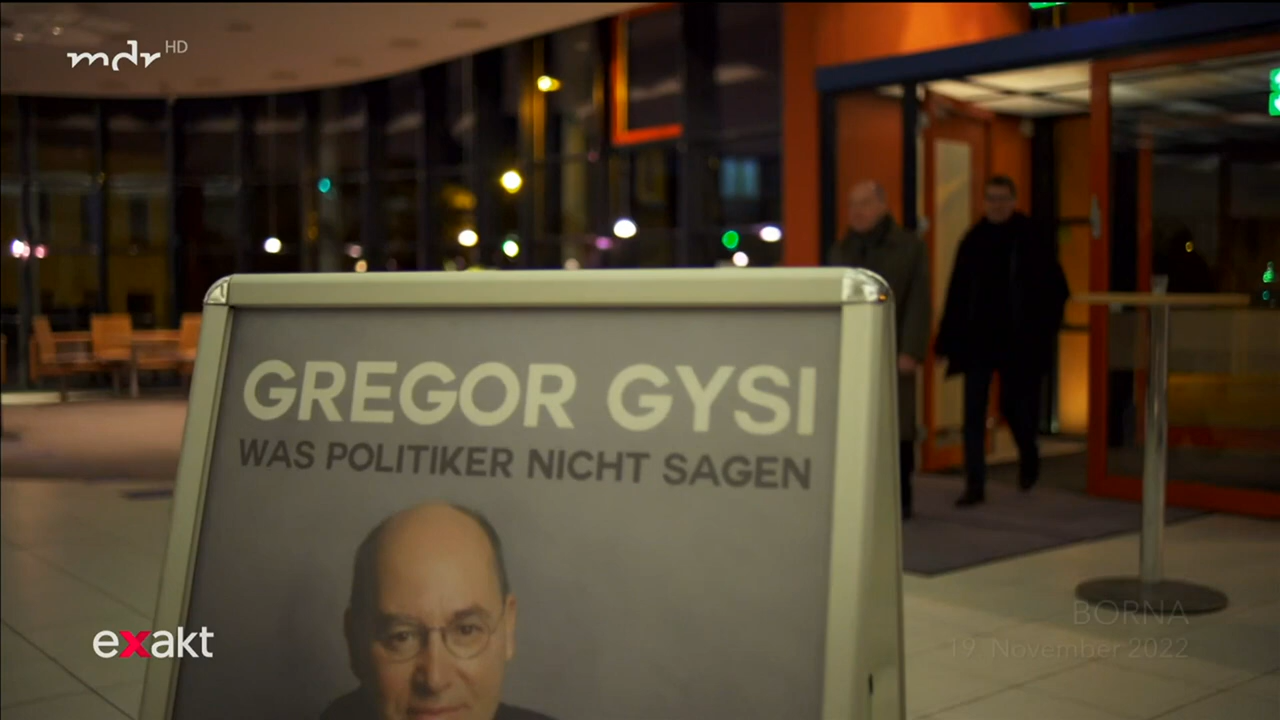 mdr HD
GREGOR GYSI
WAS POLITIKER NICHT SAGEN
exakt
BORNA
19. November 2022